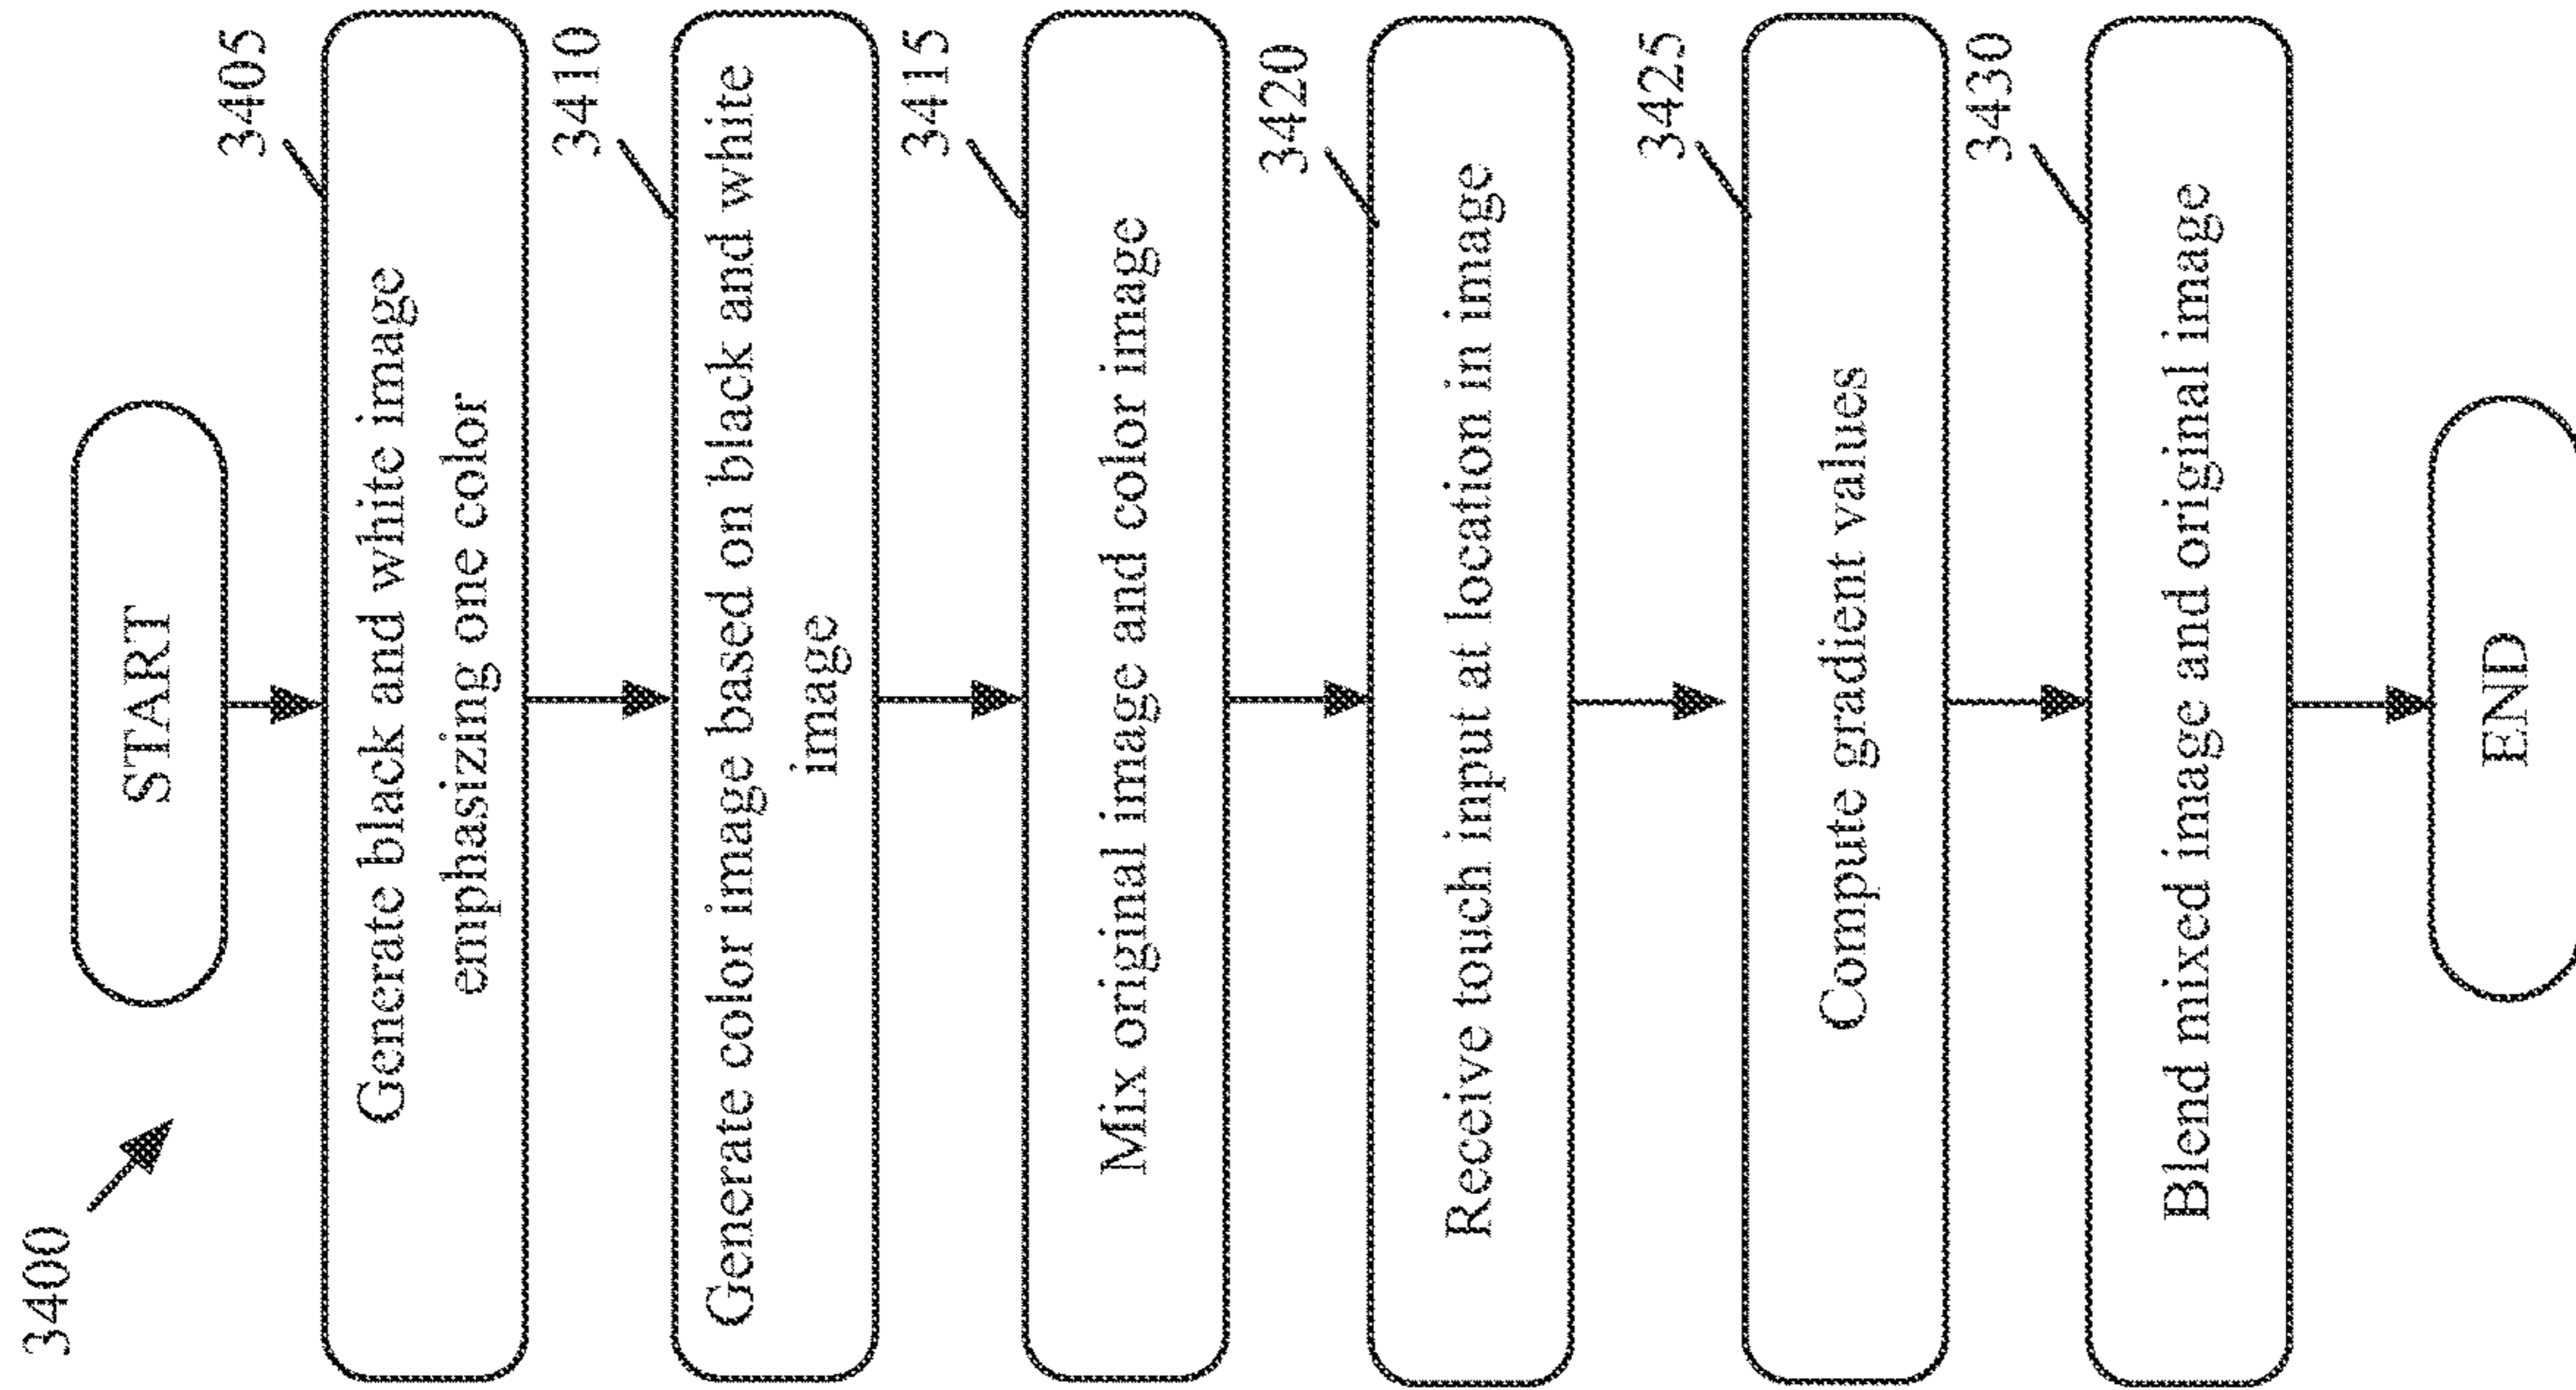 3400
START
3405
Generate black and white image
emphasizing one color
3410
Generate color image based on black and white
image
3415
Mix original image and color image
3420
Receive touch input at location in image
3425
Compute gradient values
3430
Blend mixed image and original image
END